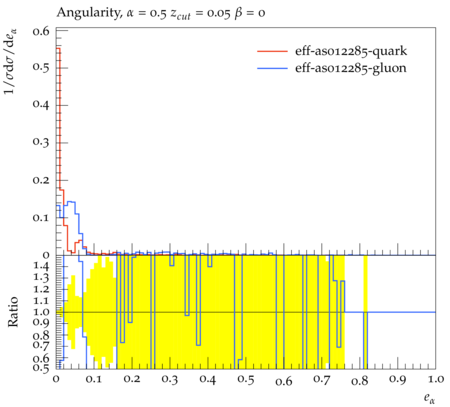 Angularity, α = 0.5 z_cut = 0.05 β = 0
1/σdσ/de_α
0.6
0.5
0.4
0.3
0.2
0.1
0
eff-as012285-quark
eff-as012285-gluon
Ratio
1.4
1.3
1.2
1.1
1.0
0.9
0.8
0.7
0.6
0.5
0 0.1 0.2 0.3 0.4 0.5 0.6 0.7 0.8 0.9 1.0
e_α